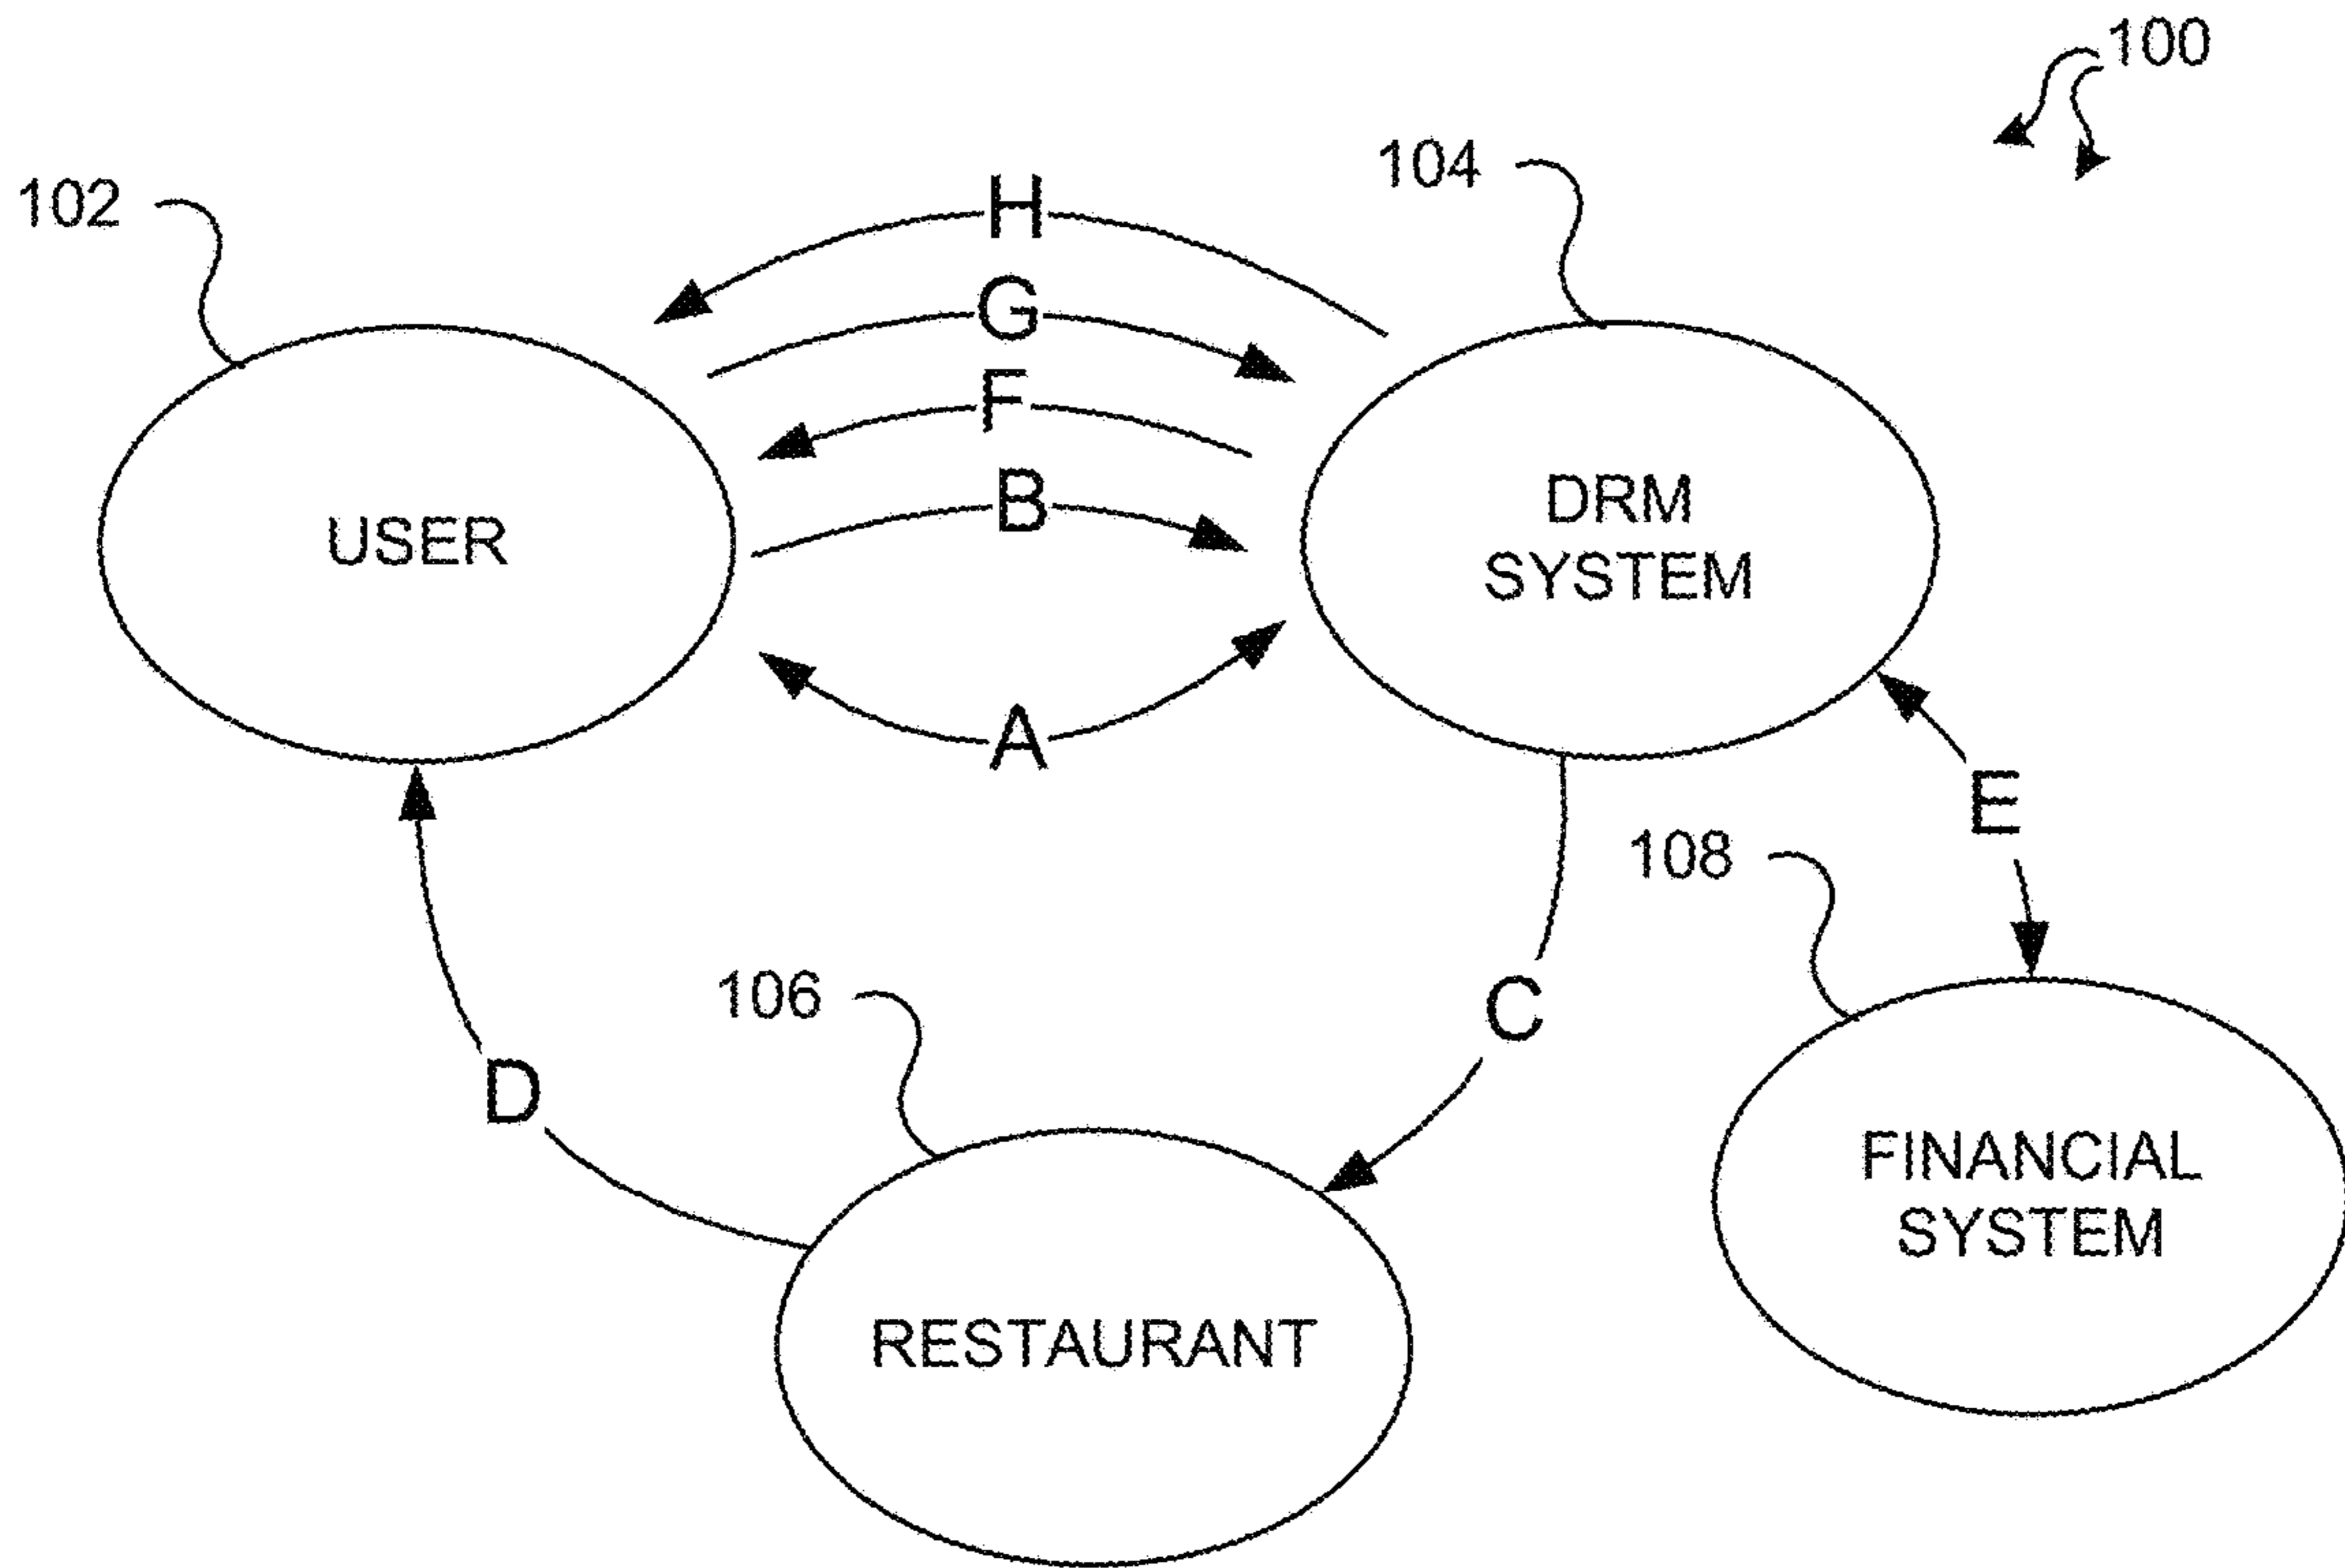 100
104
102
H
G
F
B
DRM
SYSTEM
USER
A
E
108
106
C
D
FINANCIAL
SYSTEM
RESTAURANT